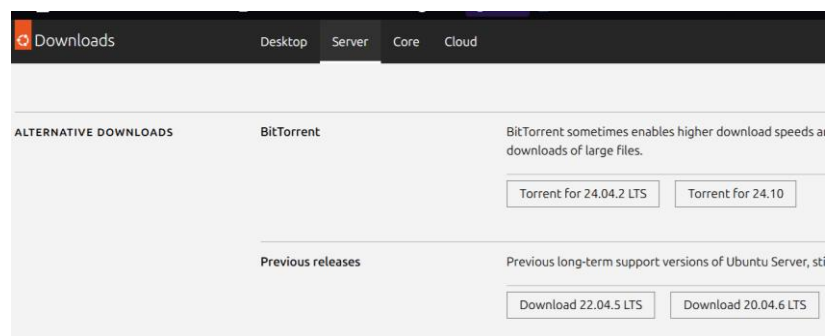 Downloads
Desktop Server Core Cloud
ALTERNATIVE DOWNLOADS
BitTorrent
BitTorrent sometimes enables higher download speeds
downloads of large files.
Torrent for 24.04.2 LTS
Torrent for 24.10
Previous releases
Previous long-term support versions of Ubuntu Server,
Download 22.04.5 LTS
Download 20.04.6 LTS